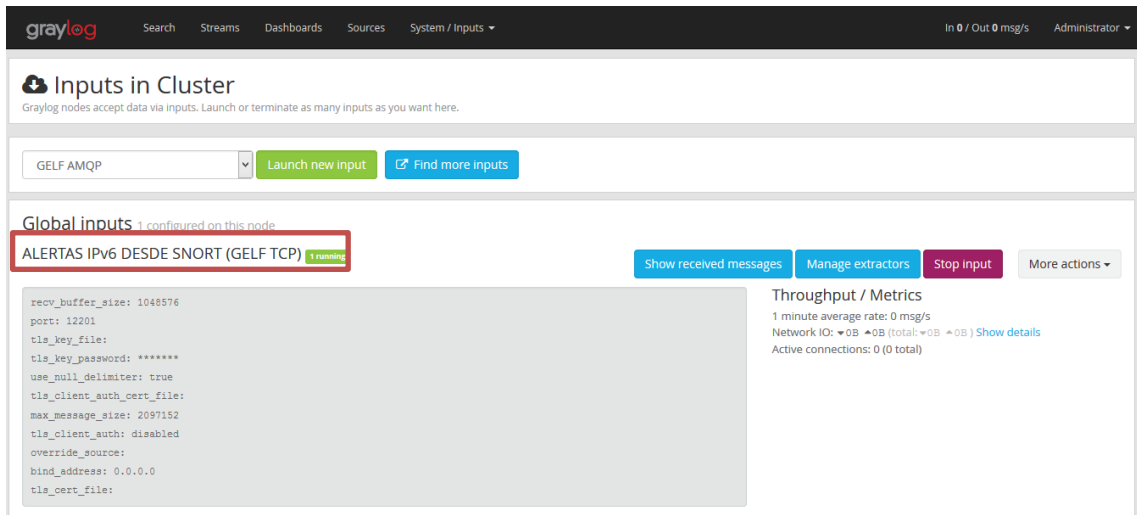 graylog Search Streams Dashboards Sources System / Inputs In 0 / Out 0 msg/s Administrator
Inputs in Cluster
Graylog nodes accept data via inputs. Launch or terminate as many inputs as you want here.
GELF AMQP Launch new input Find more inputs
Global inputs 1 configured on this node
ALERTAS IPv6 DESDE SNORT (GELF TCP) 1 running
Show received messages Manage extractors Stop input More actions
recv_buffer_size: 1048576
port: 12201
tls_key_file:
tls_key_password: *******
use_null_delimiter: true
tls_client_auth_cert_file:
max_message_size: 2097152
tls_client_auth: disabled
override_source:
bind_address: 0.0.0.0
tls_cert_file:
Throughput / Metrics
1 minute average rate: 0 msg/s
Network IO: 0B 0B (total: 0B 0B ) Show details
Active connections: 0 (0 total)